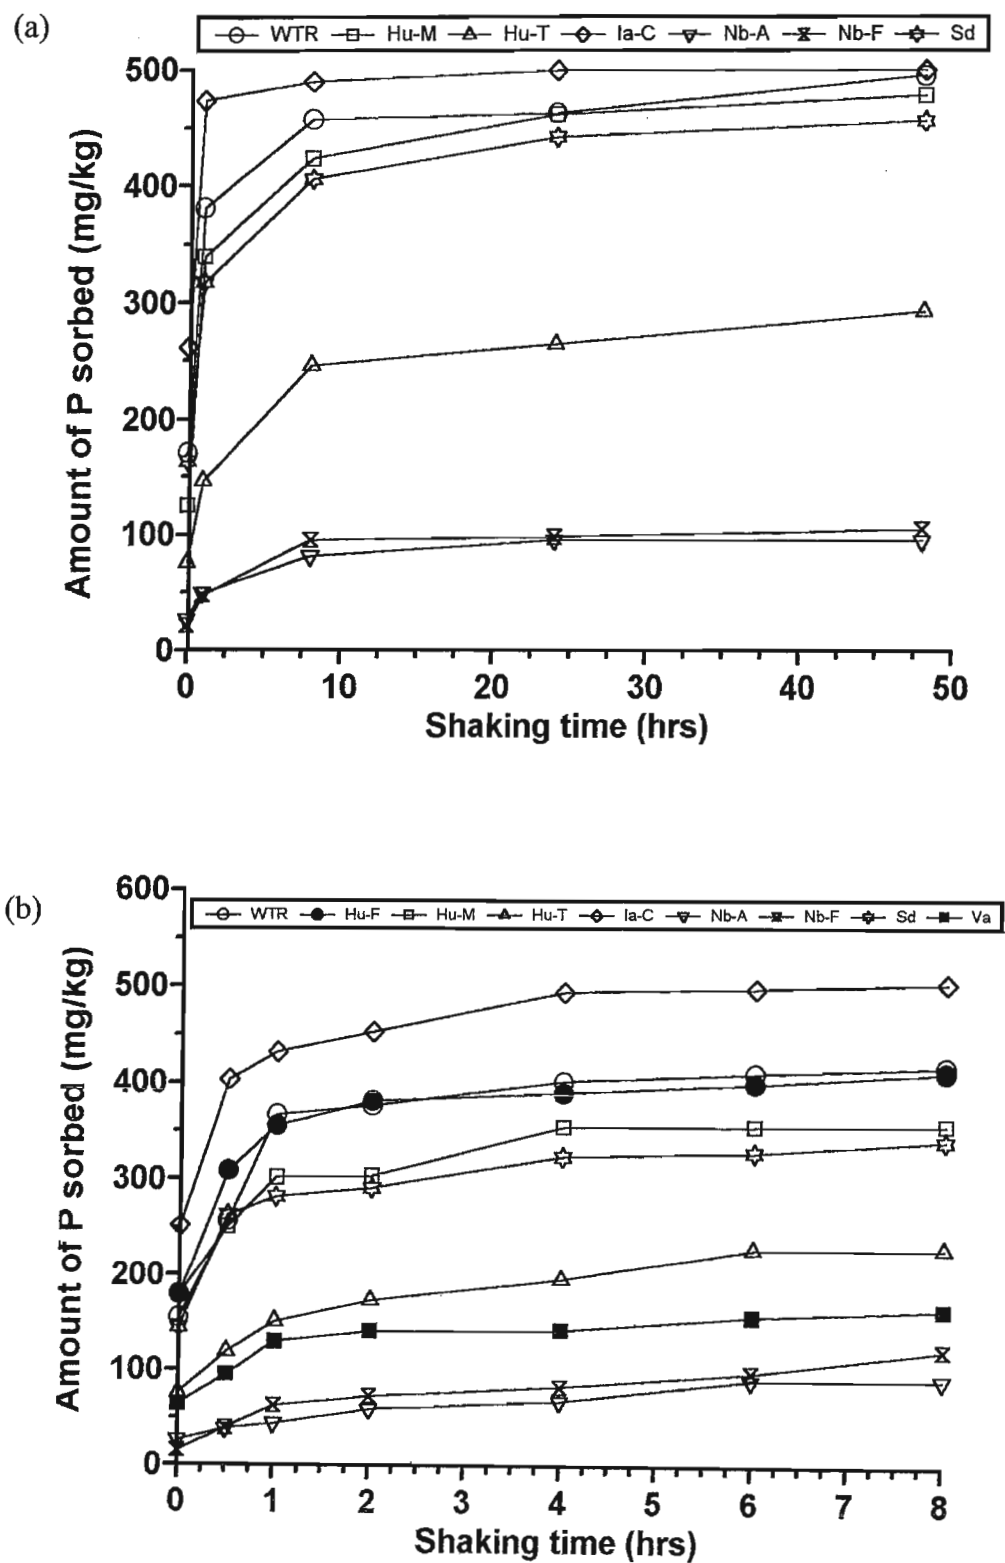 (a)
WTR Hu-M Hu-T Ia-C Nb-A Nb-F Sd
500
400
300
200
100
0
Amount of P sorbed (mg/kg)
0 10 20 30 40 50
Shaking time (hrs)
(b)
600
WTR Hu-F Hu-M Hu-T Ia-C Nb-A Nb-F Sd Va
500
400
300
200
100
0
Amount of P sorbed (mg/kg)
0 1 2 3 4 5 6 7 8
Shaking time (hrs)